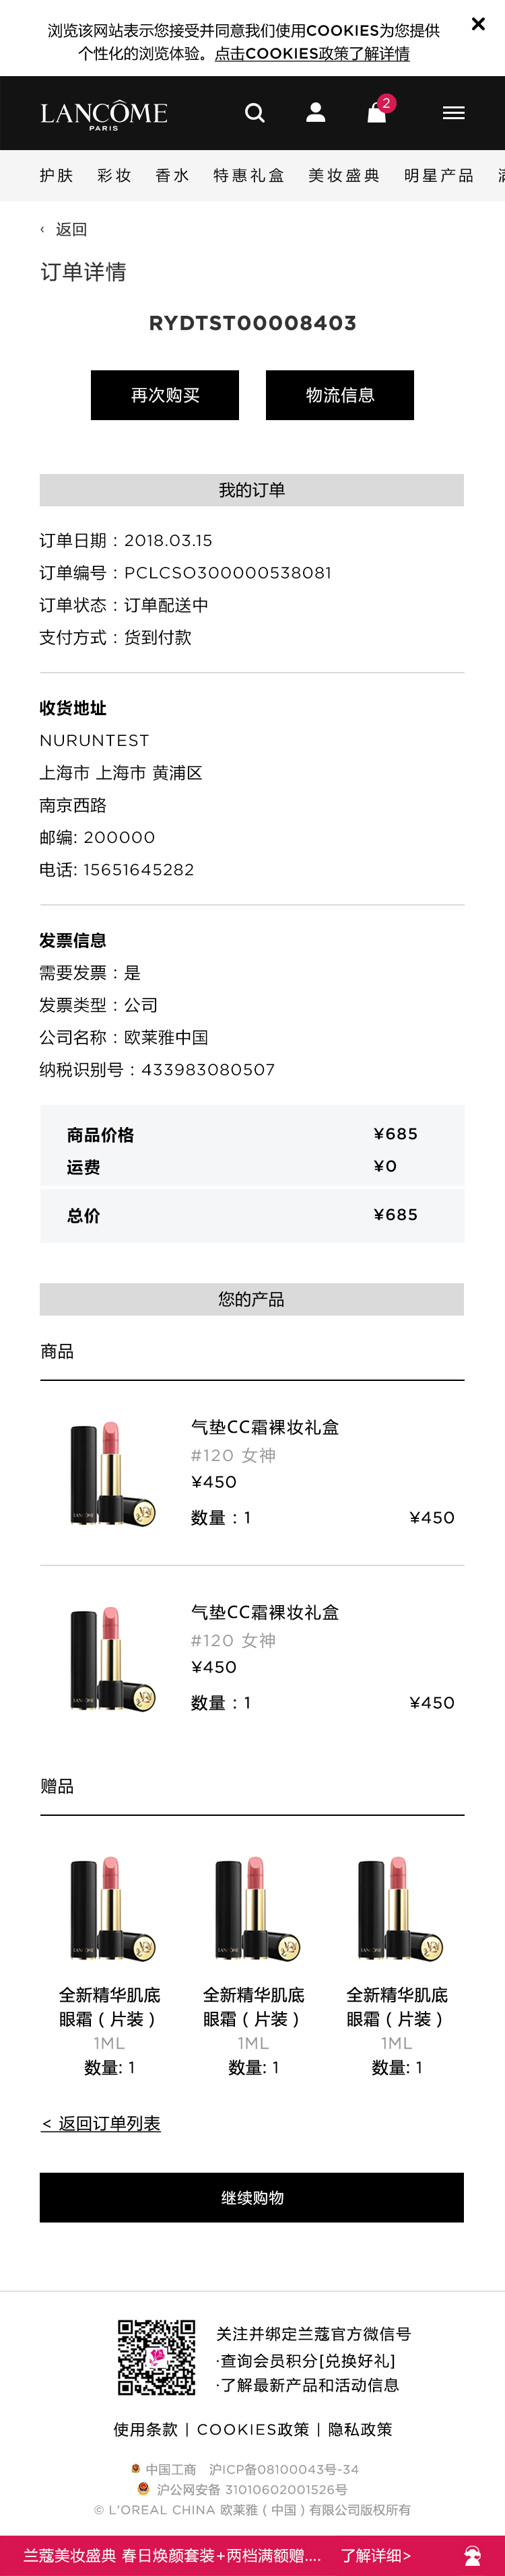 浏览该网站表示您接受并同意我们使用COOKIES为您提供
个性化的浏览体验。点击COOKIES政策了解详情
LANCÔME
PARIS
2
护肤 彩妆 香水 特惠礼盒 美妆盛典 明星产品
‹ 返回
订单详情
RYDTST00008403
再次购买 物流信息
我的订单
订单日期：2018.03.15
订单编号：PCLCSO300000538081
订单状态：订单配送中
支付方式：货到付款
收货地址
NURUNTEST
上海市 上海市 黄浦区
南京西路
邮编: 200000
电话: 15651645282
发票信息
需要发票：是
发票类型：公司
公司名称：欧莱雅中国
纳税识别号：433983080507
商品价格 ¥685
运费 ¥0
总价 ¥685
您的产品
商品
气垫CC霜裸妆礼盒
#120 女神
¥450
数量：1 ¥450
气垫CC霜裸妆礼盒
#120 女神
¥450
数量：1 ¥450
赠品
全新精华肌底 全新精华肌底 全新精华肌底
眼霜（片装） 眼霜（片装） 眼霜（片装）
1ML 1ML 1ML
数量: 1 数量: 1 数量: 1
< 返回订单列表
继续购物
关注并绑定兰蔻官方微信号
·查询会员积分[兑换好礼]
·了解最新产品和活动信息
使用条款 | COOKIES政策 | 隐私政策
中国工商 沪ICP备08100043号-34
沪公网安备 31010602001526号
© L'OREAL CHINA 欧莱雅（中国）有限公司版权所有
兰蔻美妆盛典 春日焕颜套装+两档满额赠.... 了解详细>